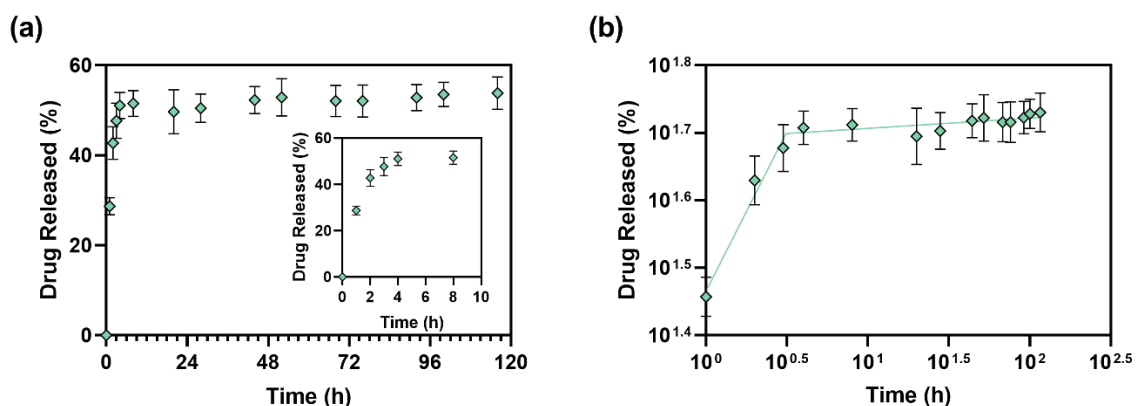 (a)
Drug Released (%)
60
40
20
0
0 24 48 72 96 120
Time (h)
Drug Released (%)
60
40
20
0
0 2 4 6 8 10
Time (h)
(b)
Drug Released (%)
10^1.8
10^1.7
10^1.6
10^1.5
10^1.4
10^0 10^0.5 10^1 10^1.5 10^2 10^2.5
Time (h)